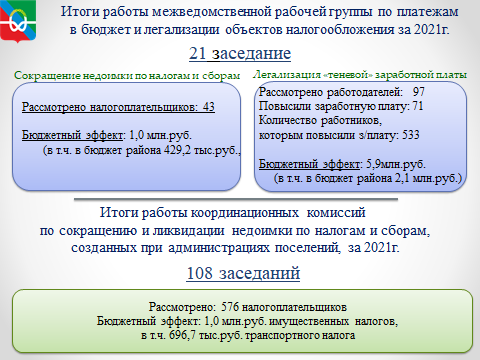 Итоги работы межведомственной рабочей группы по платежам
в бюджет и легализации объектов налогообложения за 2021г.
21 заседание
Сокращение недоимки по налогам и сборам
Рассмотрено налогоплательщиков: 43
Бюджетный эффект: 1,0 млн.руб.
(в т.ч. в бюджет района 429,2 тыс.руб.,
Легализация «теневой» заработной платы
Рассмотрено работодателей: 97
Повысили заработную плату: 71
Количество работников,
которым повысили з/плату: 533
Бюджетный эффект: 5,9млн.руб.
(в т.ч. в бюджет района 2,1 млн.руб.)
Итоги работы координационных комиссий
по сокращению и ликвидации недоимки по налогам и сборам,
созданных при администрациях поселений, за 2021г.
108 заседаний
Рассмотрено: 576 налогоплательщиков
Бюджетный эффект: 1,0 млн.руб. имущественных налогов,
в т.ч. 696,7 тыс.руб. транспортного налога